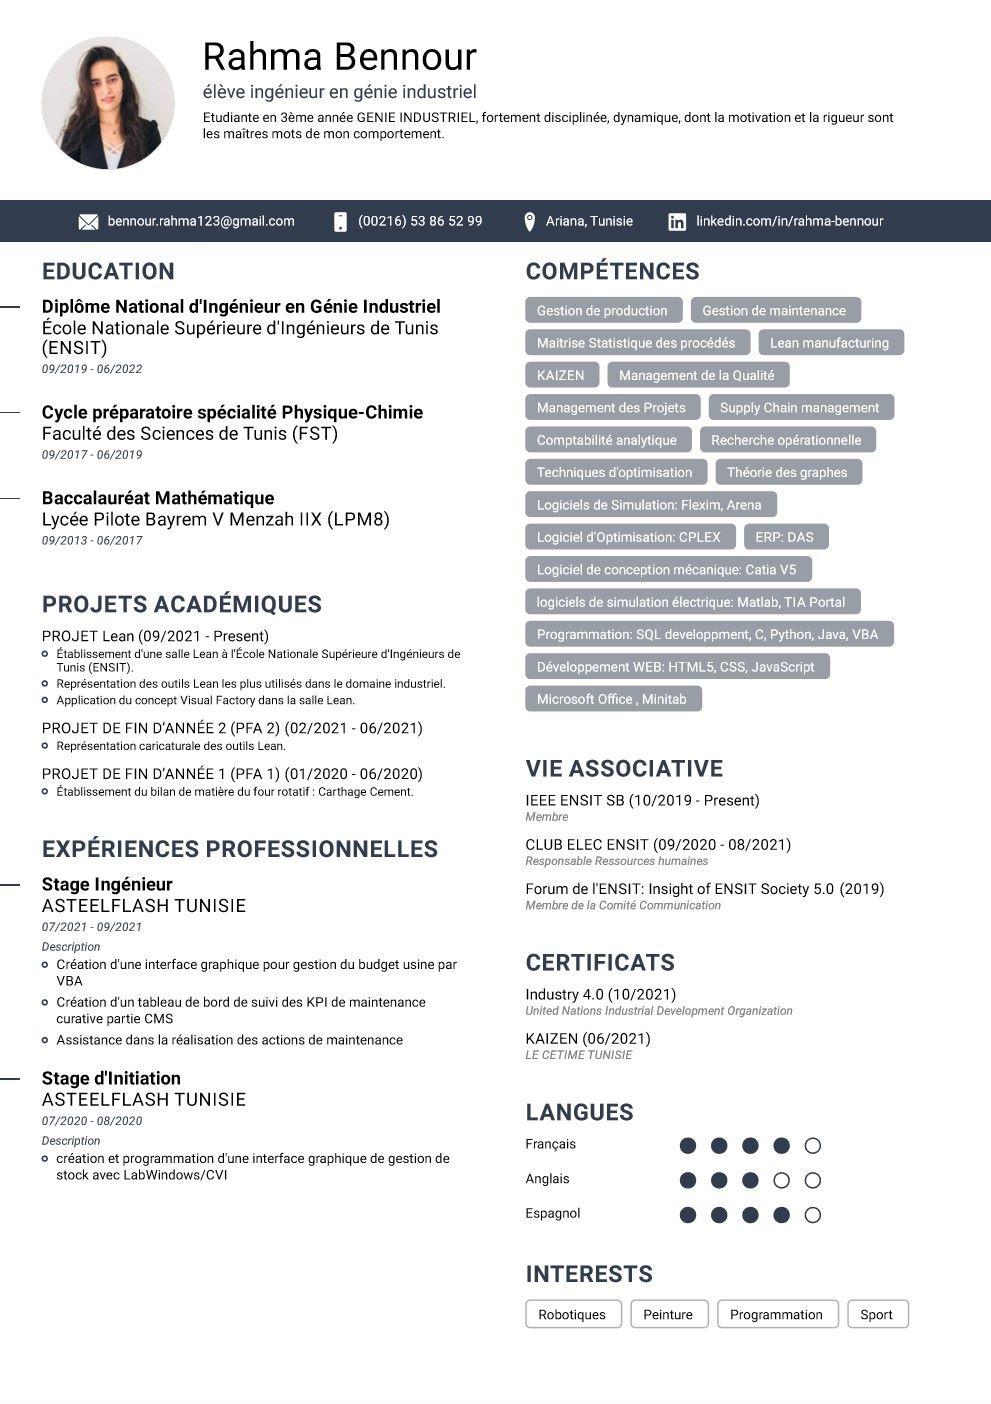 Rahma Bennour
élève ingénieur en génie industriel
Etudiante en 3ème année GENIE INDUSTRIEL, fortement disciplinée, dynamique, dont la motivation et la rigueur sont
les maîtres mots de mon comportement.
bennour.rahma123@gmail.com (00216) 53 86 52 99 Ariana, Tunisie linkedin.com/in/rahma-bennour
EDUCATION
Diplôme National d'Ingénieur en Génie Industriel
École Nationale Supérieure d'Ingénieurs de Tunis
(ENSIT)
09/2019 - 06/2022
Cycle préparatoire spécialité Physique-Chimie
Faculté des Sciences de Tunis (FST)
09/2017 - 06/2019
Baccalauréat Mathématique
Lycée Pilote Bayrem V Menzah IIX (LPM8)
09/2013 - 06/2017
PROJETS ACADÉMIQUES
PROJET Lean (09/2021 - Present)
Établissement d'une salle Lean à l'École Nationale Supérieure d'Ingénieurs de
Tunis (ENSIT).
Représentation des outils Lean les plus utilisés dans le domaine industriel.
Application du concept Visual Factory dans la salle Lean.
PROJET DE FIN D'ANNÉE 2 (PFA 2) (02/2021 - 06/2021)
Représentation caricaturale des outils Lean.
PROJET DE FIN D'ANNÉE 1 (PFA 1) (01/2020 - 06/2020)
Établissement du bilan de matière du four rotatif : Carthage Cement.
EXPÉRIENCES PROFESSIONNELLES
Stage Ingénieur
ASTEELFLASH TUNISIE
07/2021 - 09/2021
Description
Création d'une interface graphique pour gestion du budget usine par
VBA
Création d'un tableau de bord de suivi des KPI de maintenance
curative partie CMS
Assistance dans la réalisation des actions de maintenance
Stage d'Initiation
ASTEELFLASH TUNISIE
07/2020 - 08/2020
Description
création et programmation d'une interface graphique de gestion de
stock avec LabWindows/CVI
COMPÉTENCES
Gestion de production Gestion de maintenance
Maitrise Statistique des procédés Lean manufacturing
KAIZEN Management de la Qualité
Management des Projets Supply Chain management
Comptabilité analytique Recherche opérationnelle
Techniques d'optimisation Théorie des graphes
Logiciels de Simulation: Flexim, Arena
Logiciel d'Optimisation: CPLEX ERP: DAS
Logiciel de conception mécanique: Catia V5
logiciels de simulation électrique: Matlab, TIA Portal
Programmation: SQL developpment, C, Python, Java, VBA
Développement WEB: HTML5, CSS, JavaScript
Microsoft Office , Minitab
VIE ASSOCIATIVE
IEEE ENSIT SB (10/2019 - Present)
Membre
CLUB ELEC ENSIT (09/2020 - 08/2021)
Responsable Ressources humaines
Forum de l'ENSIT: Insight of ENSIT Society 5.0 (2019)
Membre de la Comité Communication
CERTIFICATS
Industry 4.0 (10/2021)
United Nations Industrial Development Organization
KAIZEN (06/2021)
LE CETIME TUNISIE
LANGUES
Français
Anglais
Espagnol
INTERESTS
Robotiques Peinture Programmation Sport